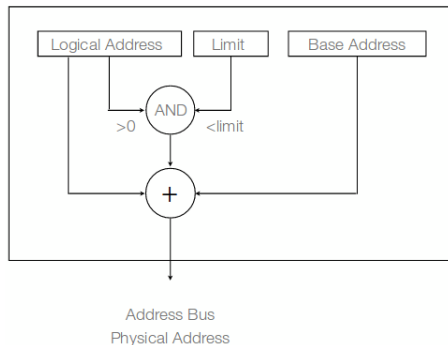 Logical Address Limit Base Address
AND
>0 <limit
+
Address Bus
Physical Address